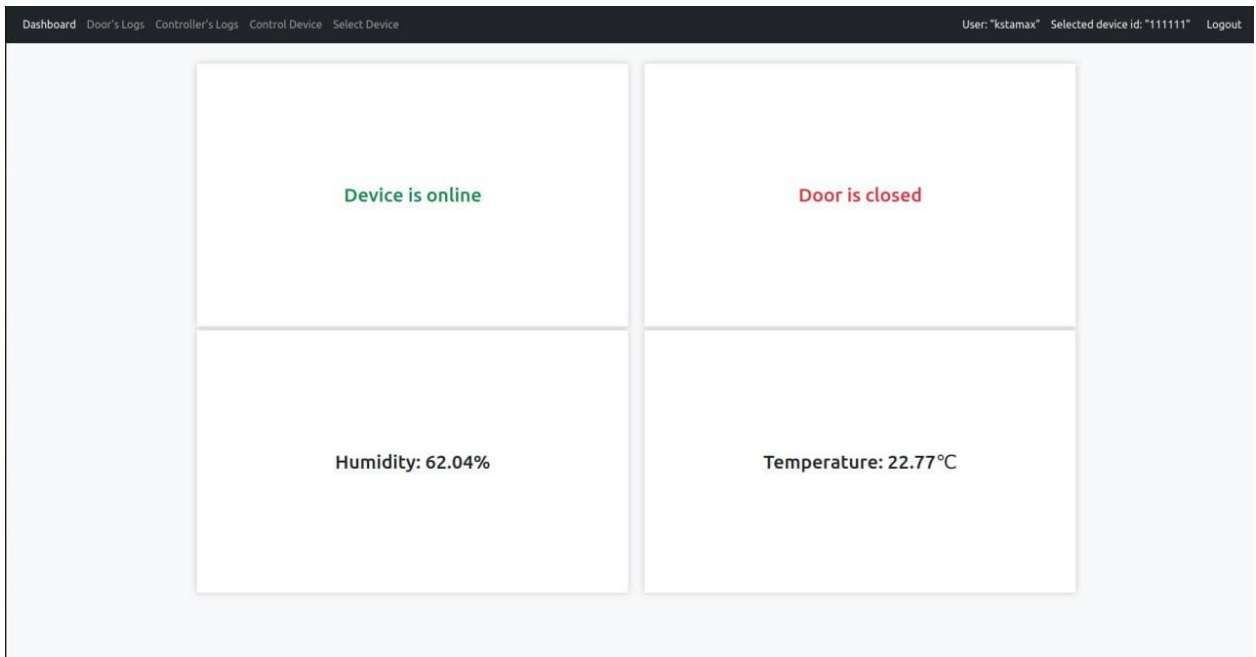 Dashboard Door's Logs Controller's Logs Control Device Select Device User: "kstamax" Selected device id: "111111" Logout
Device is online
Door is closed
Humidity: 62.04%
Temperature: 22.77℃